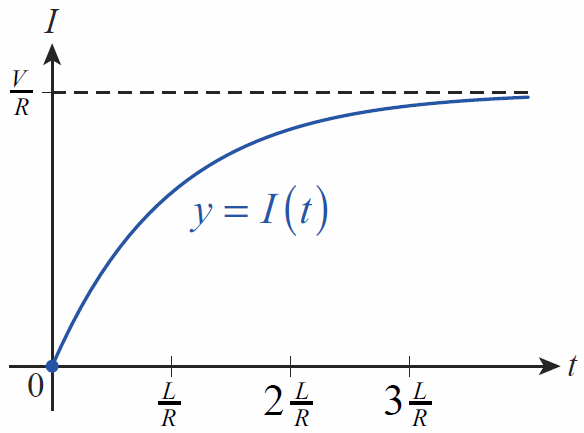 I
V/R
y = I(t)
0
t
L/R
2 L/R
3 L/R